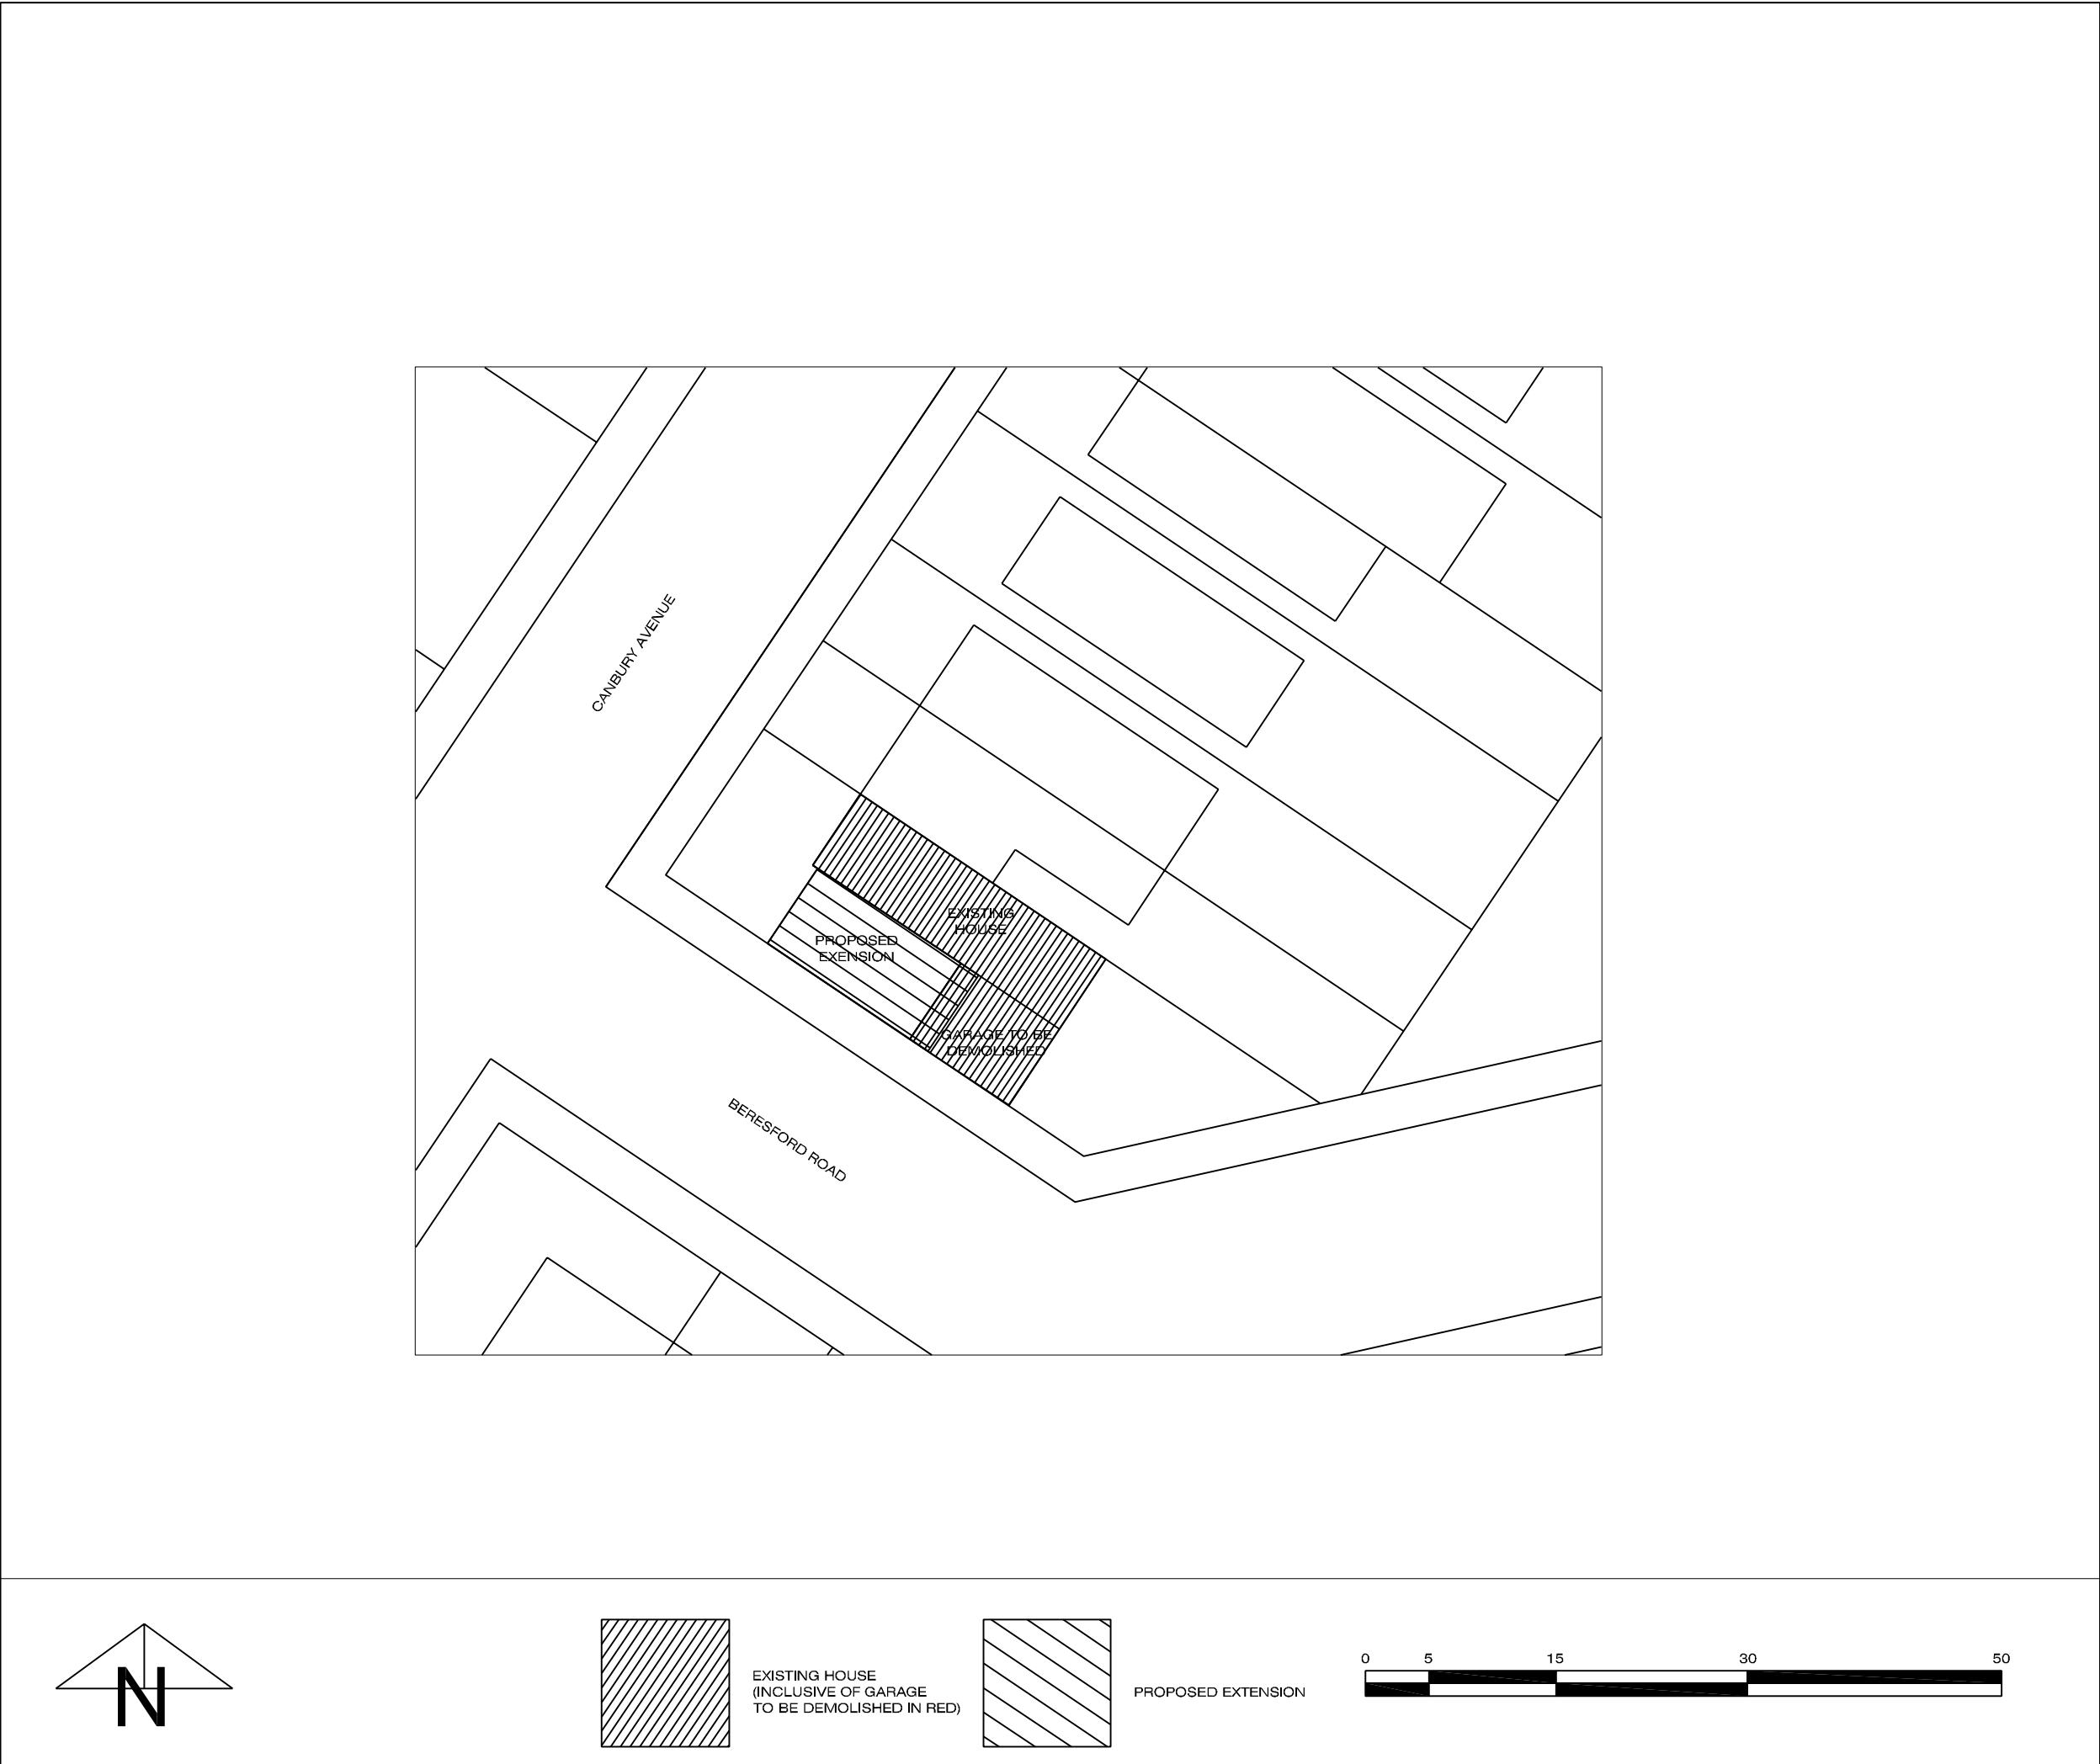 CANBURY AVENUE
EXISTING
HOUSE
PROPOSED
EXENSION
GARAGE TO BE
DEMOLISHED
BERESFORD ROAD
N
EXISTING HOUSE
(INCLUSIVE OF GARAGE
TO BE DEMOLISHED IN RED)
PROPOSED EXTENSION
0 5 15 30 50